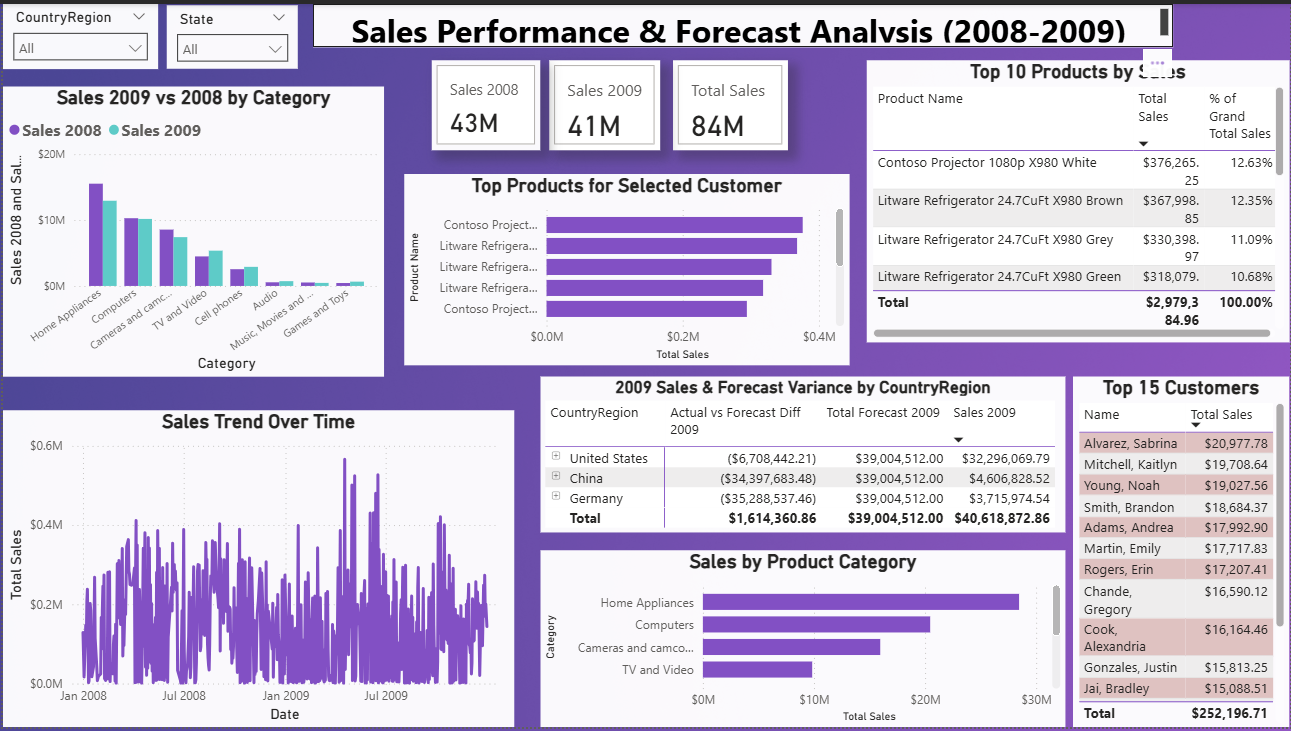 CountryRegion
All
State
All
Sales Performance & Forecast Analysis (2008-2009)
Sales 2008
43M
Sales 2009
41M
Total Sales
84M
Sales 2009 vs 2008 by Category
Sales 2008 Sales 2009
Sales 2008 and Sal...
$20M
$10M
$0M
Home Appliances
Computers
Cameras and camc...
TV and Video
Cell phones
Audio
Music, Movies and ...
Games and Toys
Category
Top Products for Selected Customer
Product Name
Contoso Project...
Litware Refrigera...
Litware Refrigera...
Litware Refrigera...
Contoso Project...
$0.0M $0.2M $0.4M
Total Sales
Top 10 Products by Sales
Product Name Total Sales % of Grand Total Sales
Contoso Projector 1080p X980 White $376,265.25 12.63%
Litware Refrigerator 24.7CuFt X980 Brown $367,998.85 12.35%
Litware Refrigerator 24.7CuFt X980 Grey $330,398.97 11.09%
Litware Refrigerator 24.7CuFt X980 Green $318,079. 10.68%
Total $2,979,384.96 100.00%
Sales Trend Over Time
Total Sales
$0.6M
$0.4M
$0.2M
$0.0M
Jan 2008 Jul 2008 Jan 2009 Jul 2009
Date
2009 Sales & Forecast Variance by CountryRegion
CountryRegion Actual vs Forecast Diff 2009 Total Forecast 2009 Sales 2009
United States ($6,708,442.21) $39,004,512.00 $32,296,069.79
China ($34,397,683.48) $39,004,512.00 $4,606,828.52
Germany ($35,288,537.46) $39,004,512.00 $3,715,974.54
Total $1,614,360.86 $39,004,512.00 $40,618,872.86
Sales by Product Category
Category
Home Appliances
Computers
Cameras and camco...
TV and Video
$0M $10M $20M $30M
Total Sales
Top 15 Customers
Name Total Sales
Alvarez, Sabrina $20,977.78
Mitchell, Kaitlyn $19,708.64
Young, Noah $19,027.56
Smith, Brandon $18,684.37
Adams, Andrea $17,992.90
Martin, Emily $17,717.83
Rogers, Erin $17,207.41
Chande, Gregory $16,590.12
Cook, Alexandria $16,164.46
Gonzales, Justin $15,813.25
Jai, Bradley $15,088.51
Total $252,196.71